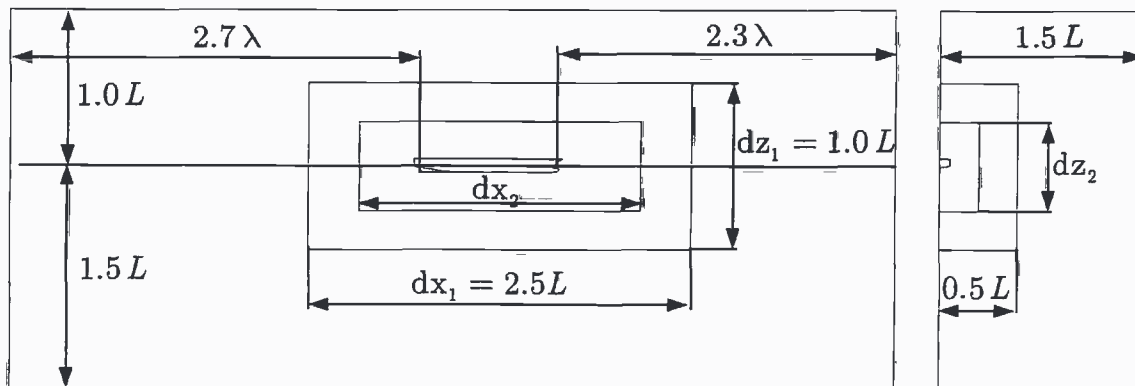 2.7 λ
2.3 λ
1.5 L
1.0 L
dz₁ = 1.0 L
dz₂
dx₂
1.5 L
dx₁ = 2.5L
0.5 L